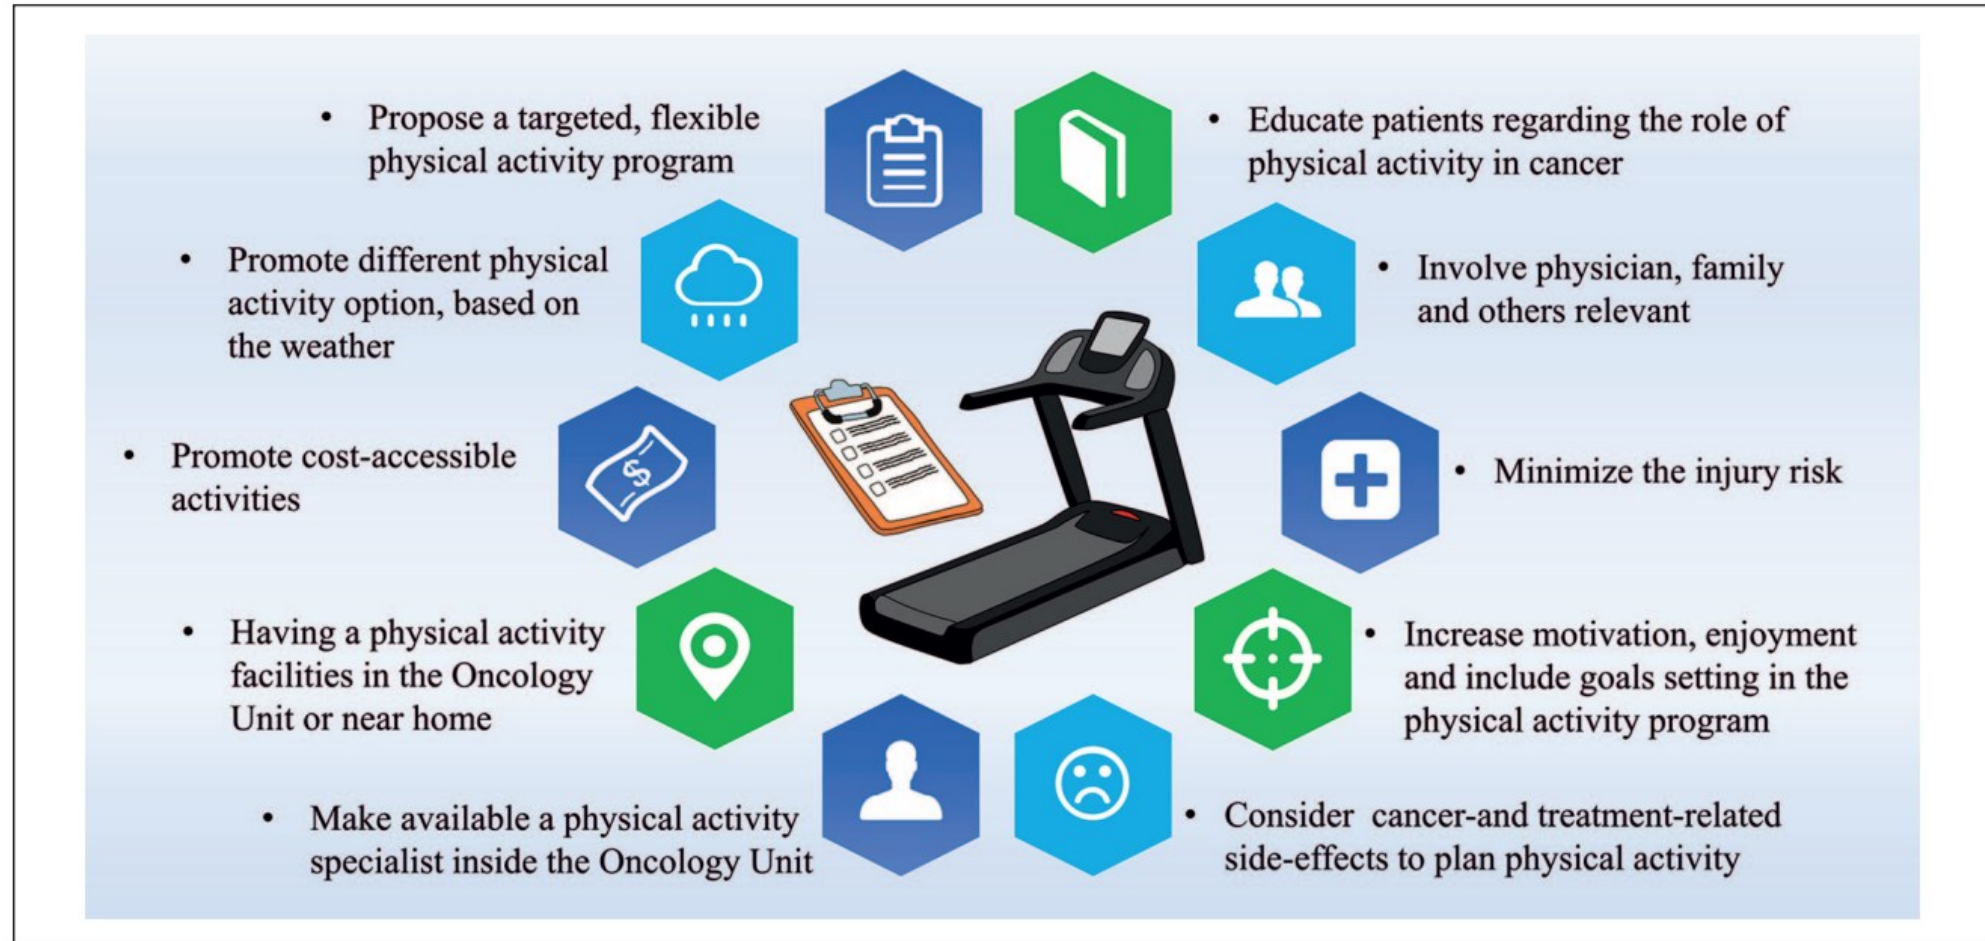 • Propose a targeted, flexible
physical activity program
• Educate patients regarding the role of
physical activity in cancer
• Promote different physical
activity option, based on
the weather
• Involve physician, family
and others relevant
• Promote cost-accessible
activities
• Minimize the injury risk
• Having a physical activity
facilities in the Oncology
Unit or near home
• Increase motivation, enjoyment
and include goals setting in the
physical activity program
• Make available a physical activity
specialist inside the Oncology Unit
• Consider cancer-and treatment-related
side-effects to plan physical activity
$